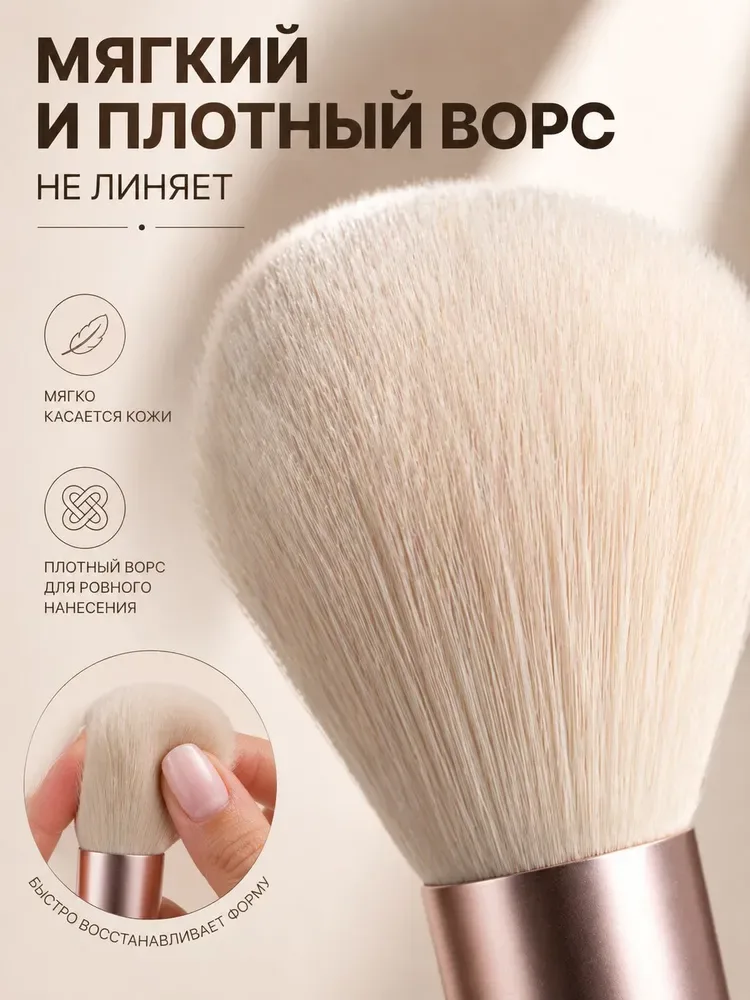 МЯГКИЙ
И ПЛОТНЫЙ ВОРС
НЕ ЛИНЯЕТ
МЯГКО
КАСАЕТСЯ КОЖИ
ПЛОТНЫЙ ВОРС
ДЛЯ РОВНОГО
НАНЕСЕНИЯ
БЫСТРО ВОССТАНАВЛИВАЕТ ФОРМУ